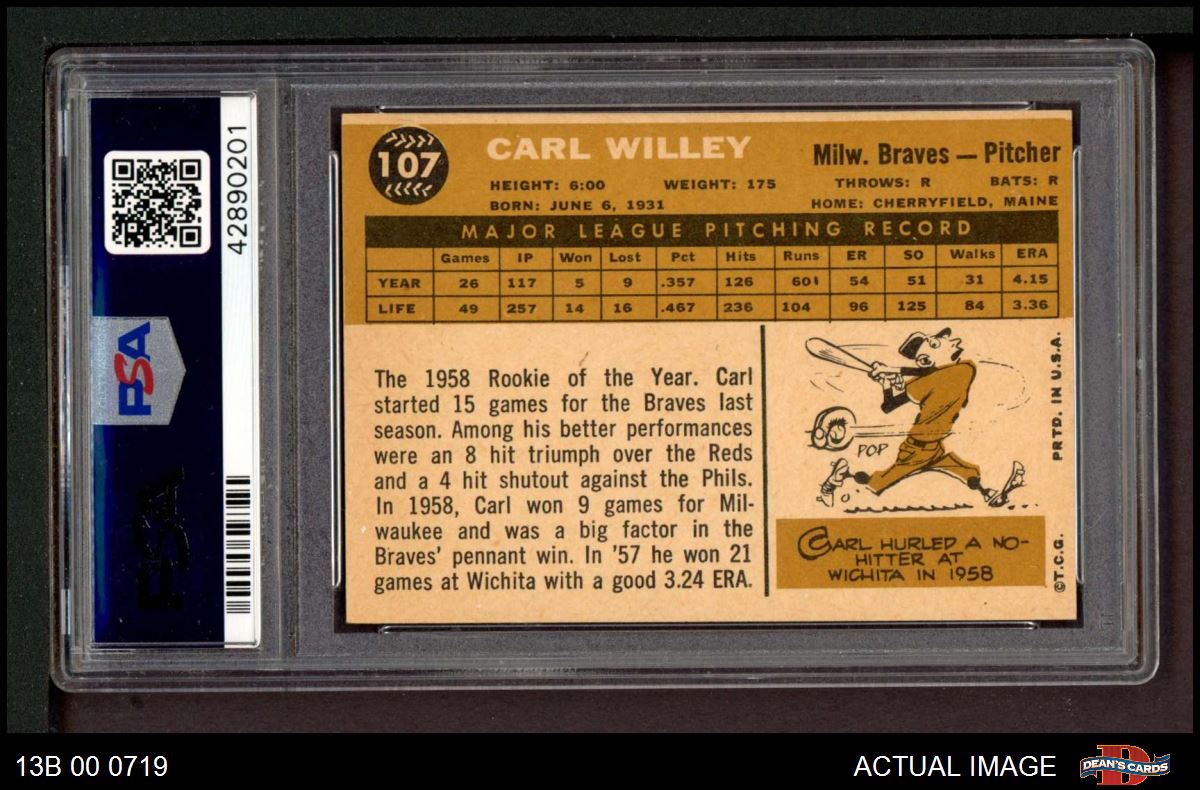 42890201
PSA
PSA
107
CARL WILLEY
Milw. Braves — Pitcher
HEIGHT: 6:00 WEIGHT: 175 THROWS: R BATS: R
BORN: JUNE 6, 1931 HOME: CHERRYFIELD, MAINE
MAJOR LEAGUE PITCHING RECORD
Games IP Won Lost Pct Hits Runs ER SO Walks ERA
YEAR 26 117 5 9 .357 126 60 54 51 31 4.15
LIFE 49 257 14 16 .467 236 104 96 125 84 3.36
The 1958 Rookie of the Year. Carl
started 15 games for the Braves last
season. Among his better performances
were an 8 hit triumph over the Reds
and a 4 hit shutout against the Phils.
In 1958, Carl won 9 games for Mil-
waukee and was a big factor in the
Braves' pennant win. In '57 he won 21
games at Wichita with a good 3.24 ERA.
POP
CARL HURLED A NO-
HITTER AT
WICHITA IN 1958
PRTD. IN U.S.A.
©T.C.G.
13B 00 0719
ACTUAL IMAGE
DEAN'S CARDS